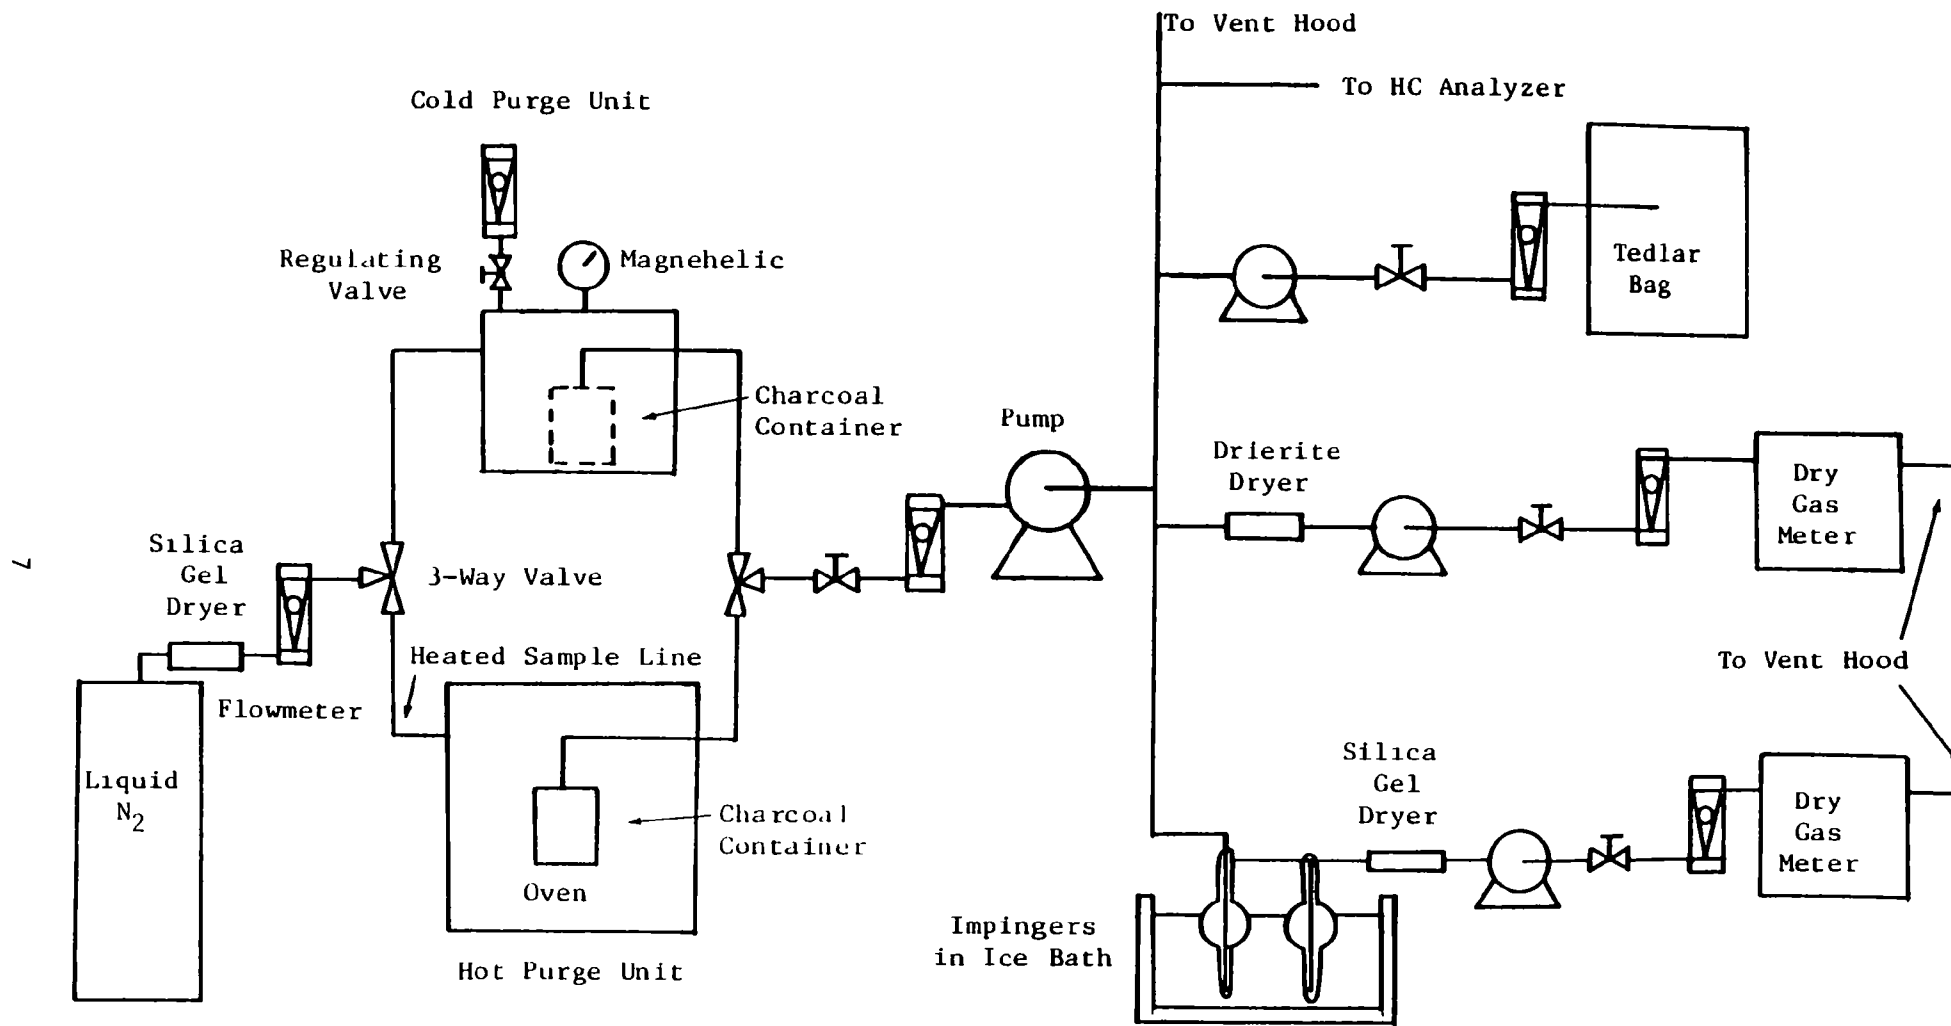 To Vent Hood
To HC Analyzer
Cold Purge Unit
Regulating
Valve
Magnehelic
Tedlar
Bag
Charcoal
Container
Pump
Drierite
Dryer
Dry
Gas
Meter
Silica
Gel
Dryer
3-Way Valve
7
Heated Sample Line
To Vent Hood
Flowmeter
Liquid
N2
Silica
Gel
Dryer
Charcoal
Container
Dry
Gas
Meter
Oven
Impingers
in Ice Bath
Hot Purge Unit